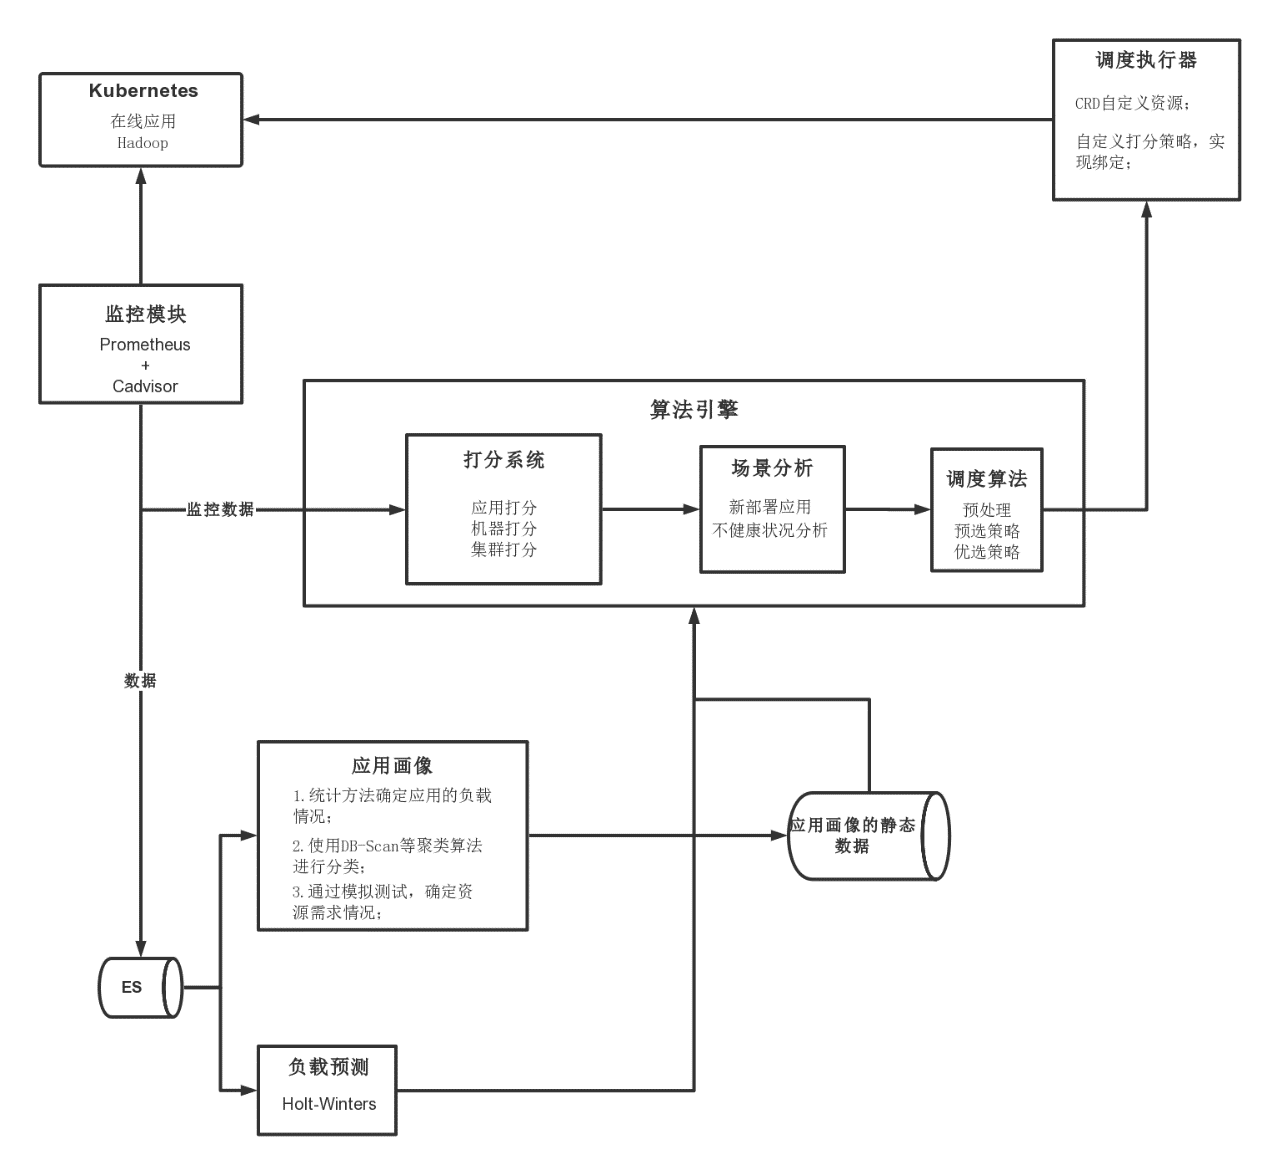 Kubernetes
在线应用
Hadoop
调度执行器
CRD自定义资源;
自定义打分策略, 实
现绑定;
监控模块
Prometheus
+
Cadvisor
算法引擎
打分系统
应用打分
机器打分
集群打分
场景分析
新部署应用
不健康状况分析
调度算法
预处理
预选策略
优选策略
监控数据
数据
应用画像
1.统计方法确定应用的负载
情况;
2.使用DB-Scan等聚类算法
进行分类;
3.通过模拟测试, 确定资
源需求情况;
应用画像的静态
数据
ES
负载预测
Holt-Winters